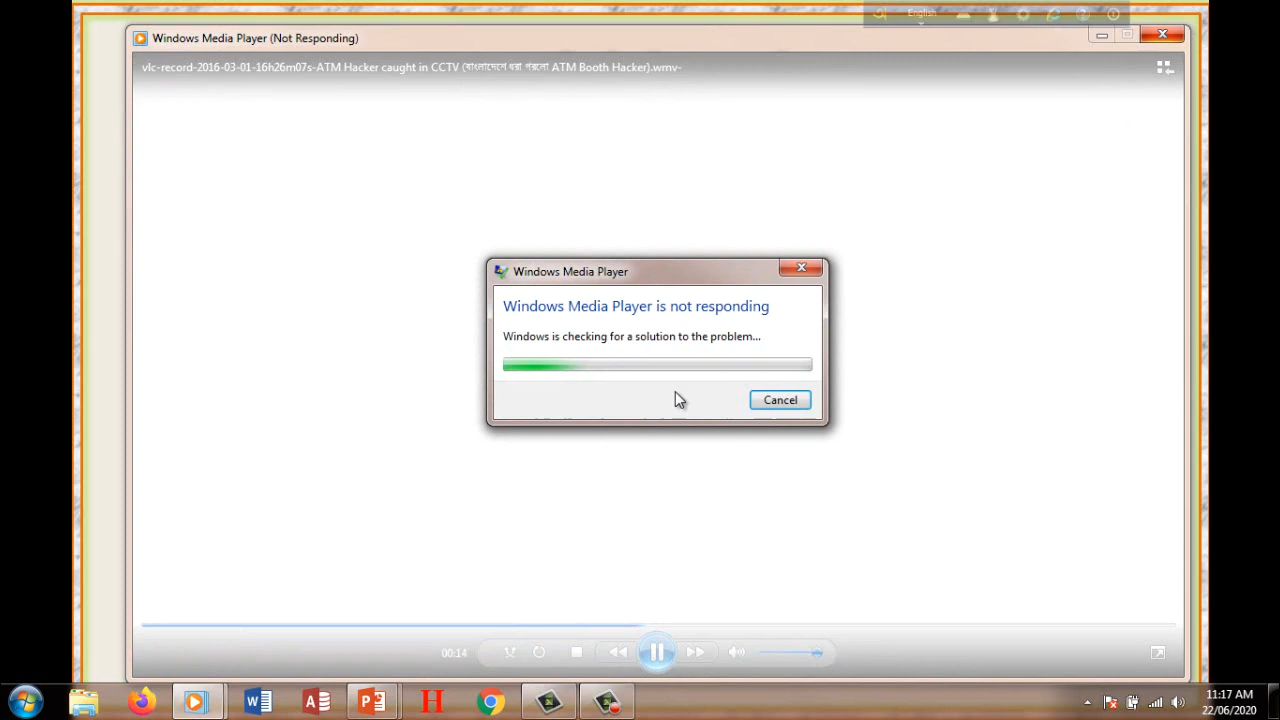 English
Windows Media Player (Not Responding)
vlc-record-2016-03-01-16h26m07s-ATM Hacker caught in CCTV (বাংলাদেশে ধরা পরলো ATM Booth Hacker).wmv-
Windows Media Player
Windows Media Player is not responding
Windows is checking for a solution to the problem...
Cancel
00:14
11:17 AM
22/06/2020